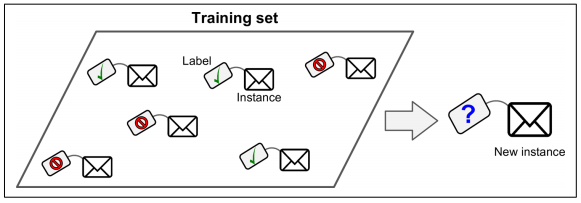 Training set
Label
Instance
?
New instance